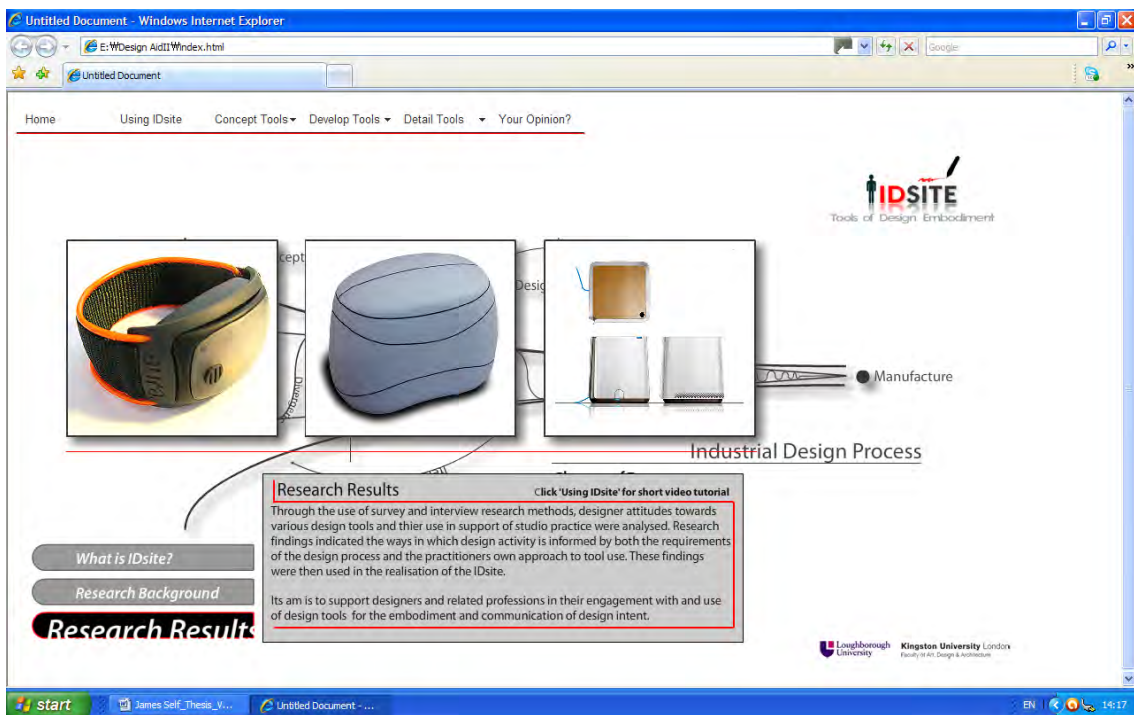 Untitled Document - Windows Internet Explorer
E:₩Design AidII₩index.html
Google
Untitled Document
Home Using IDsite Concept Tools Develop Tools Detail Tools Your Opinion?
IDSITE
Tools of Design Embodiment
cept
Desig
Divergence
Manufacture
Industrial Design Process
Research Results Click 'Using IDsite' for short video tutorial
Through the use of survey and interview research methods, designer attitudes towards
various design tools and thier use in support of studio practice were analysed. Research
findings indicated the ways in which design activity is informed by both the requirements
of the design process and the practitioners own approach to tool use. These findings
were then used in the realisation of the IDsite.
Its am is to support designers and related professions in their engagement with and use
of design tools for the embodiment and communication of design intent.
What is IDsite?
Research Background
Research Results
Loughborough
University
Kingston University London
Faculty of Art, Design & Architecture
start James Self_Thesis_V... Untitled Document - ... EN 14:17